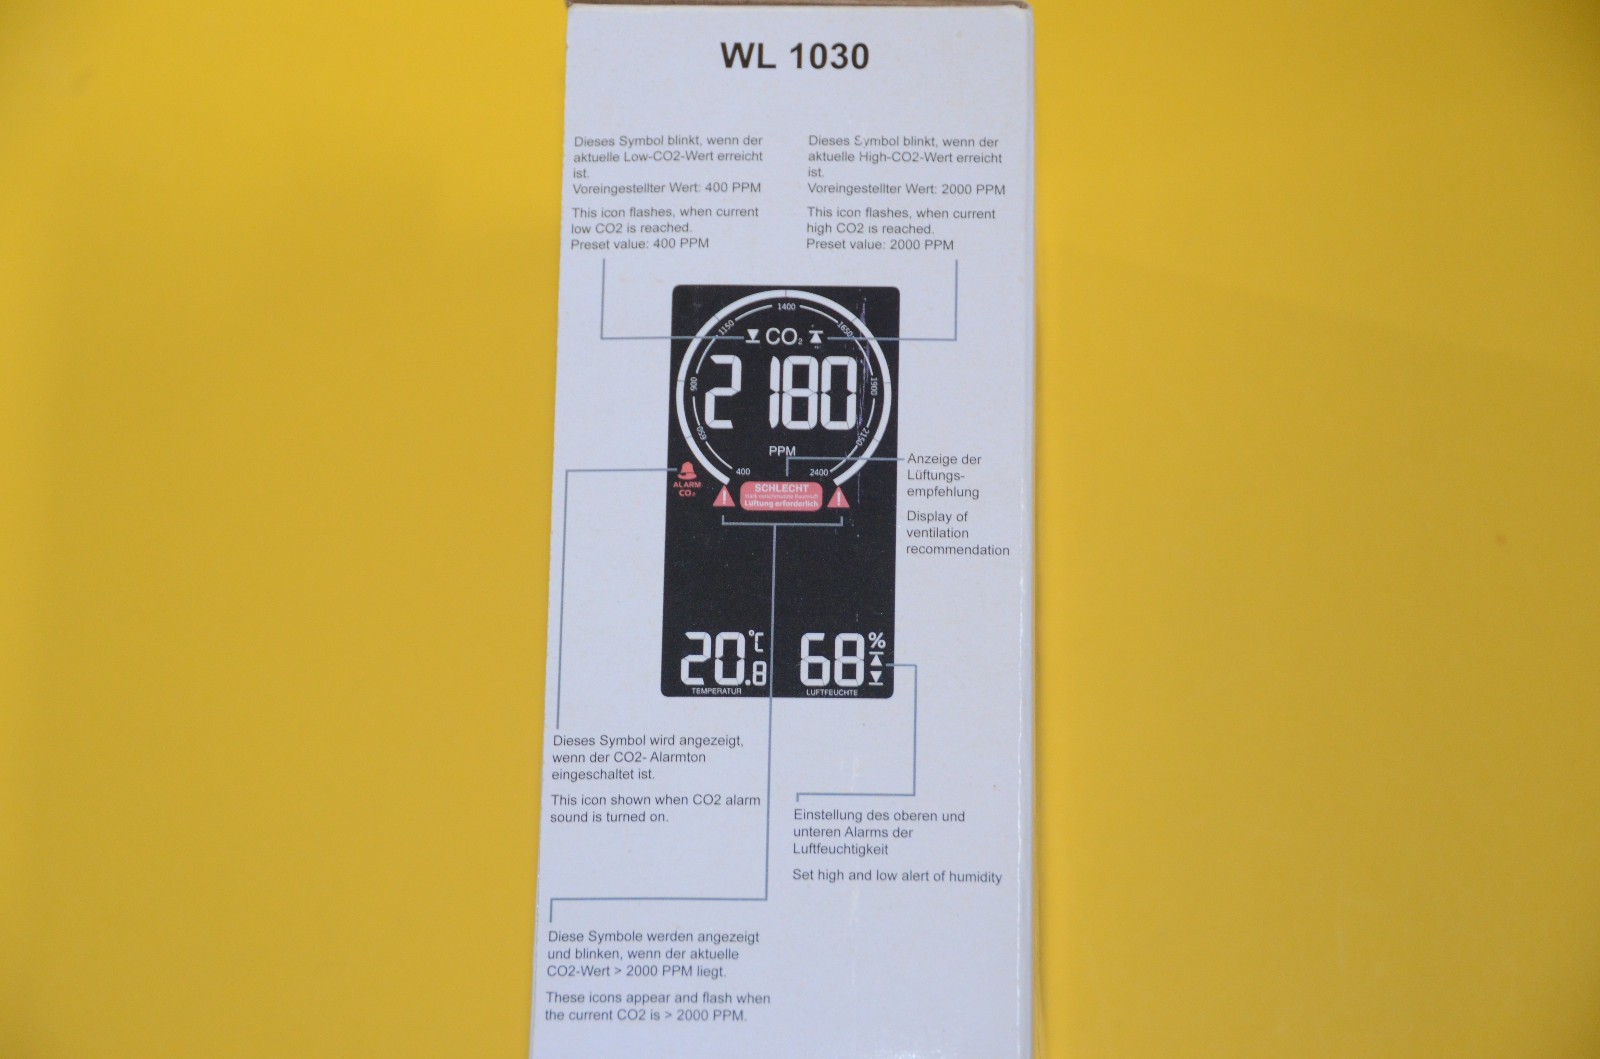 WL 1030
Dieses Symbol blinkt, wenn der
aktuelle Low-CO2-Wert erreicht
ist.
Voreingestellter Wert: 400 PPM
This icon flashes, when current
low CO2 is reached.
Preset value: 400 PPM
Dieses Symbol blinkt, wenn der
aktuelle High-CO2-Wert erreicht
ist.
Voreingestellter Wert: 2000 PPM
This icon flashes, when current
high CO2 is reached.
Preset value: 2000 PPM
1400
1150
1650
CO₂
900
2180
1900
650
2150
PPM
400
2400
ALARM
CO₂
SCHLECHT
Lüftung erforderlich
Anzeige der
Lüftungs-
empfehlung
Display of
ventilation
recommendation
20.8 °C
TEMPERATUR
68 %
LUFTFEUCHTE
Dieses Symbol wird angezeigt,
wenn der CO2- Alarmton
eingeschaltet ist.
This icon shown when CO2 alarm
sound is turned on.
Einstellung des oberen und
unteren Alarms der
Luftfeuchtigkeit
Set high and low alert of humidity
Diese Symbole werden angezeigt
und blinken, wenn der aktuelle
CO2-Wert > 2000 PPM liegt.
These icons appear and flash when
the current CO2 is > 2000 PPM.